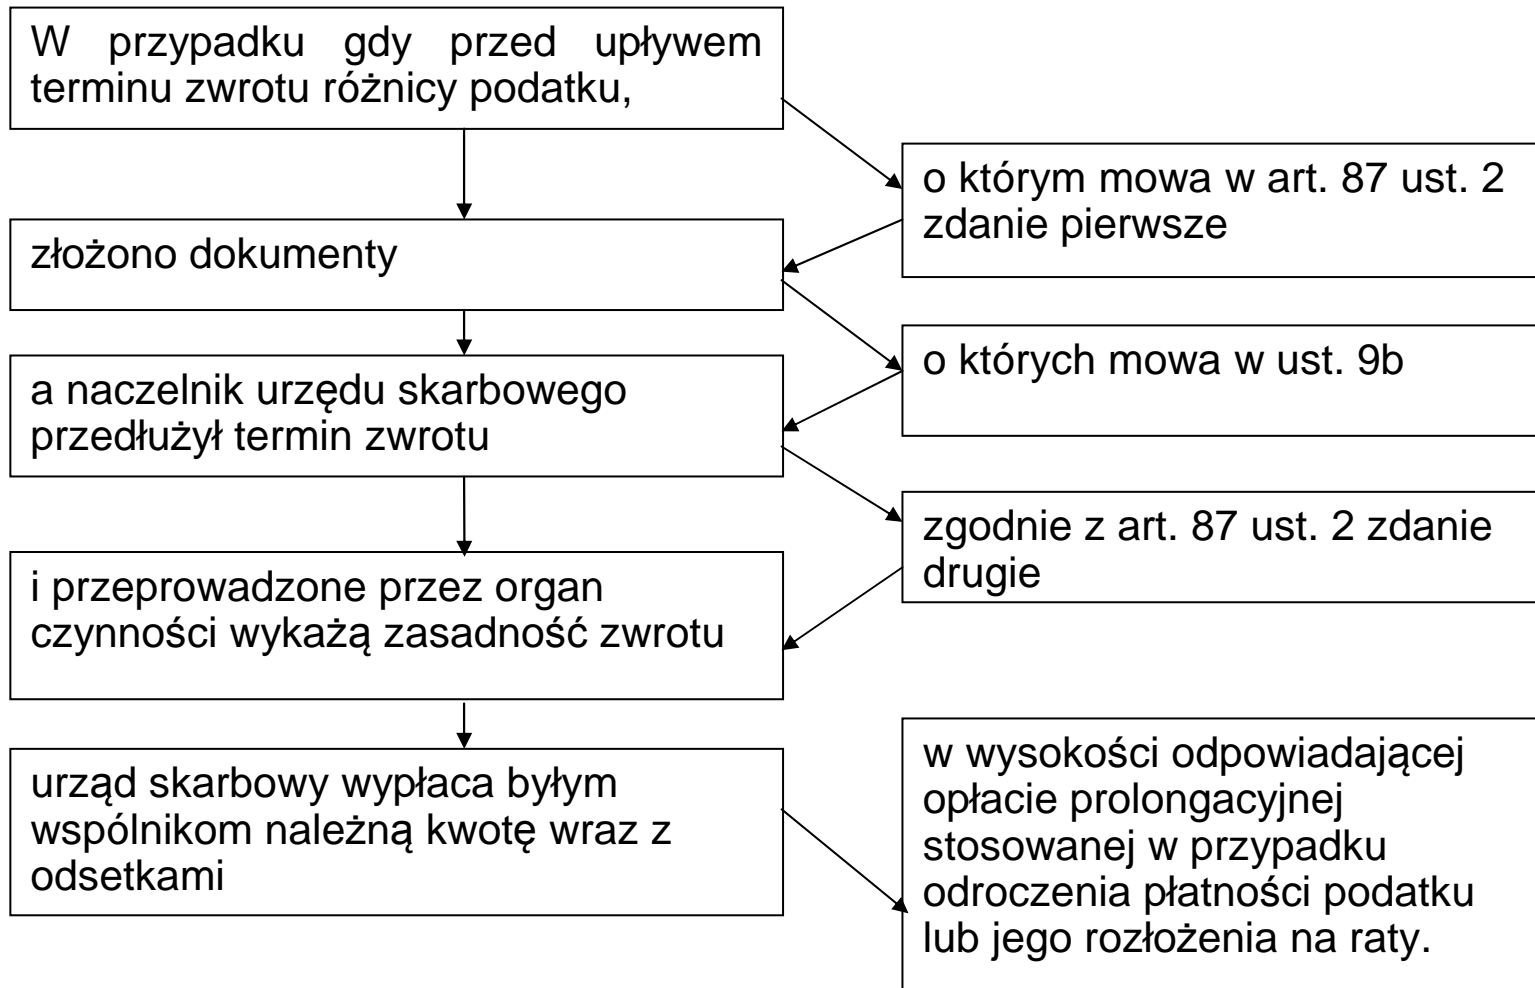 W przypadku gdy przed upływem
terminu zwrotu różnicy podatku,
o którym mowa w art. 87 ust. 2
zdanie pierwsze
złożono dokumenty
o których mowa w ust. 9b
a naczelnik urzędu skarbowego
przedłużył termin zwrotu
zgodnie z art. 87 ust. 2 zdanie
drugie
i przeprowadzone przez organ
czynności wykażą zasadność zwrotu
urząd skarbowy wypłaca byłym
wspólnikom należną kwotę wraz z
odsetkami
w wysokości odpowiadającej
opłacie prolongacyjnej
stosowanej w przypadku
odroczenia płatności podatku
lub jego rozłożenia na raty.